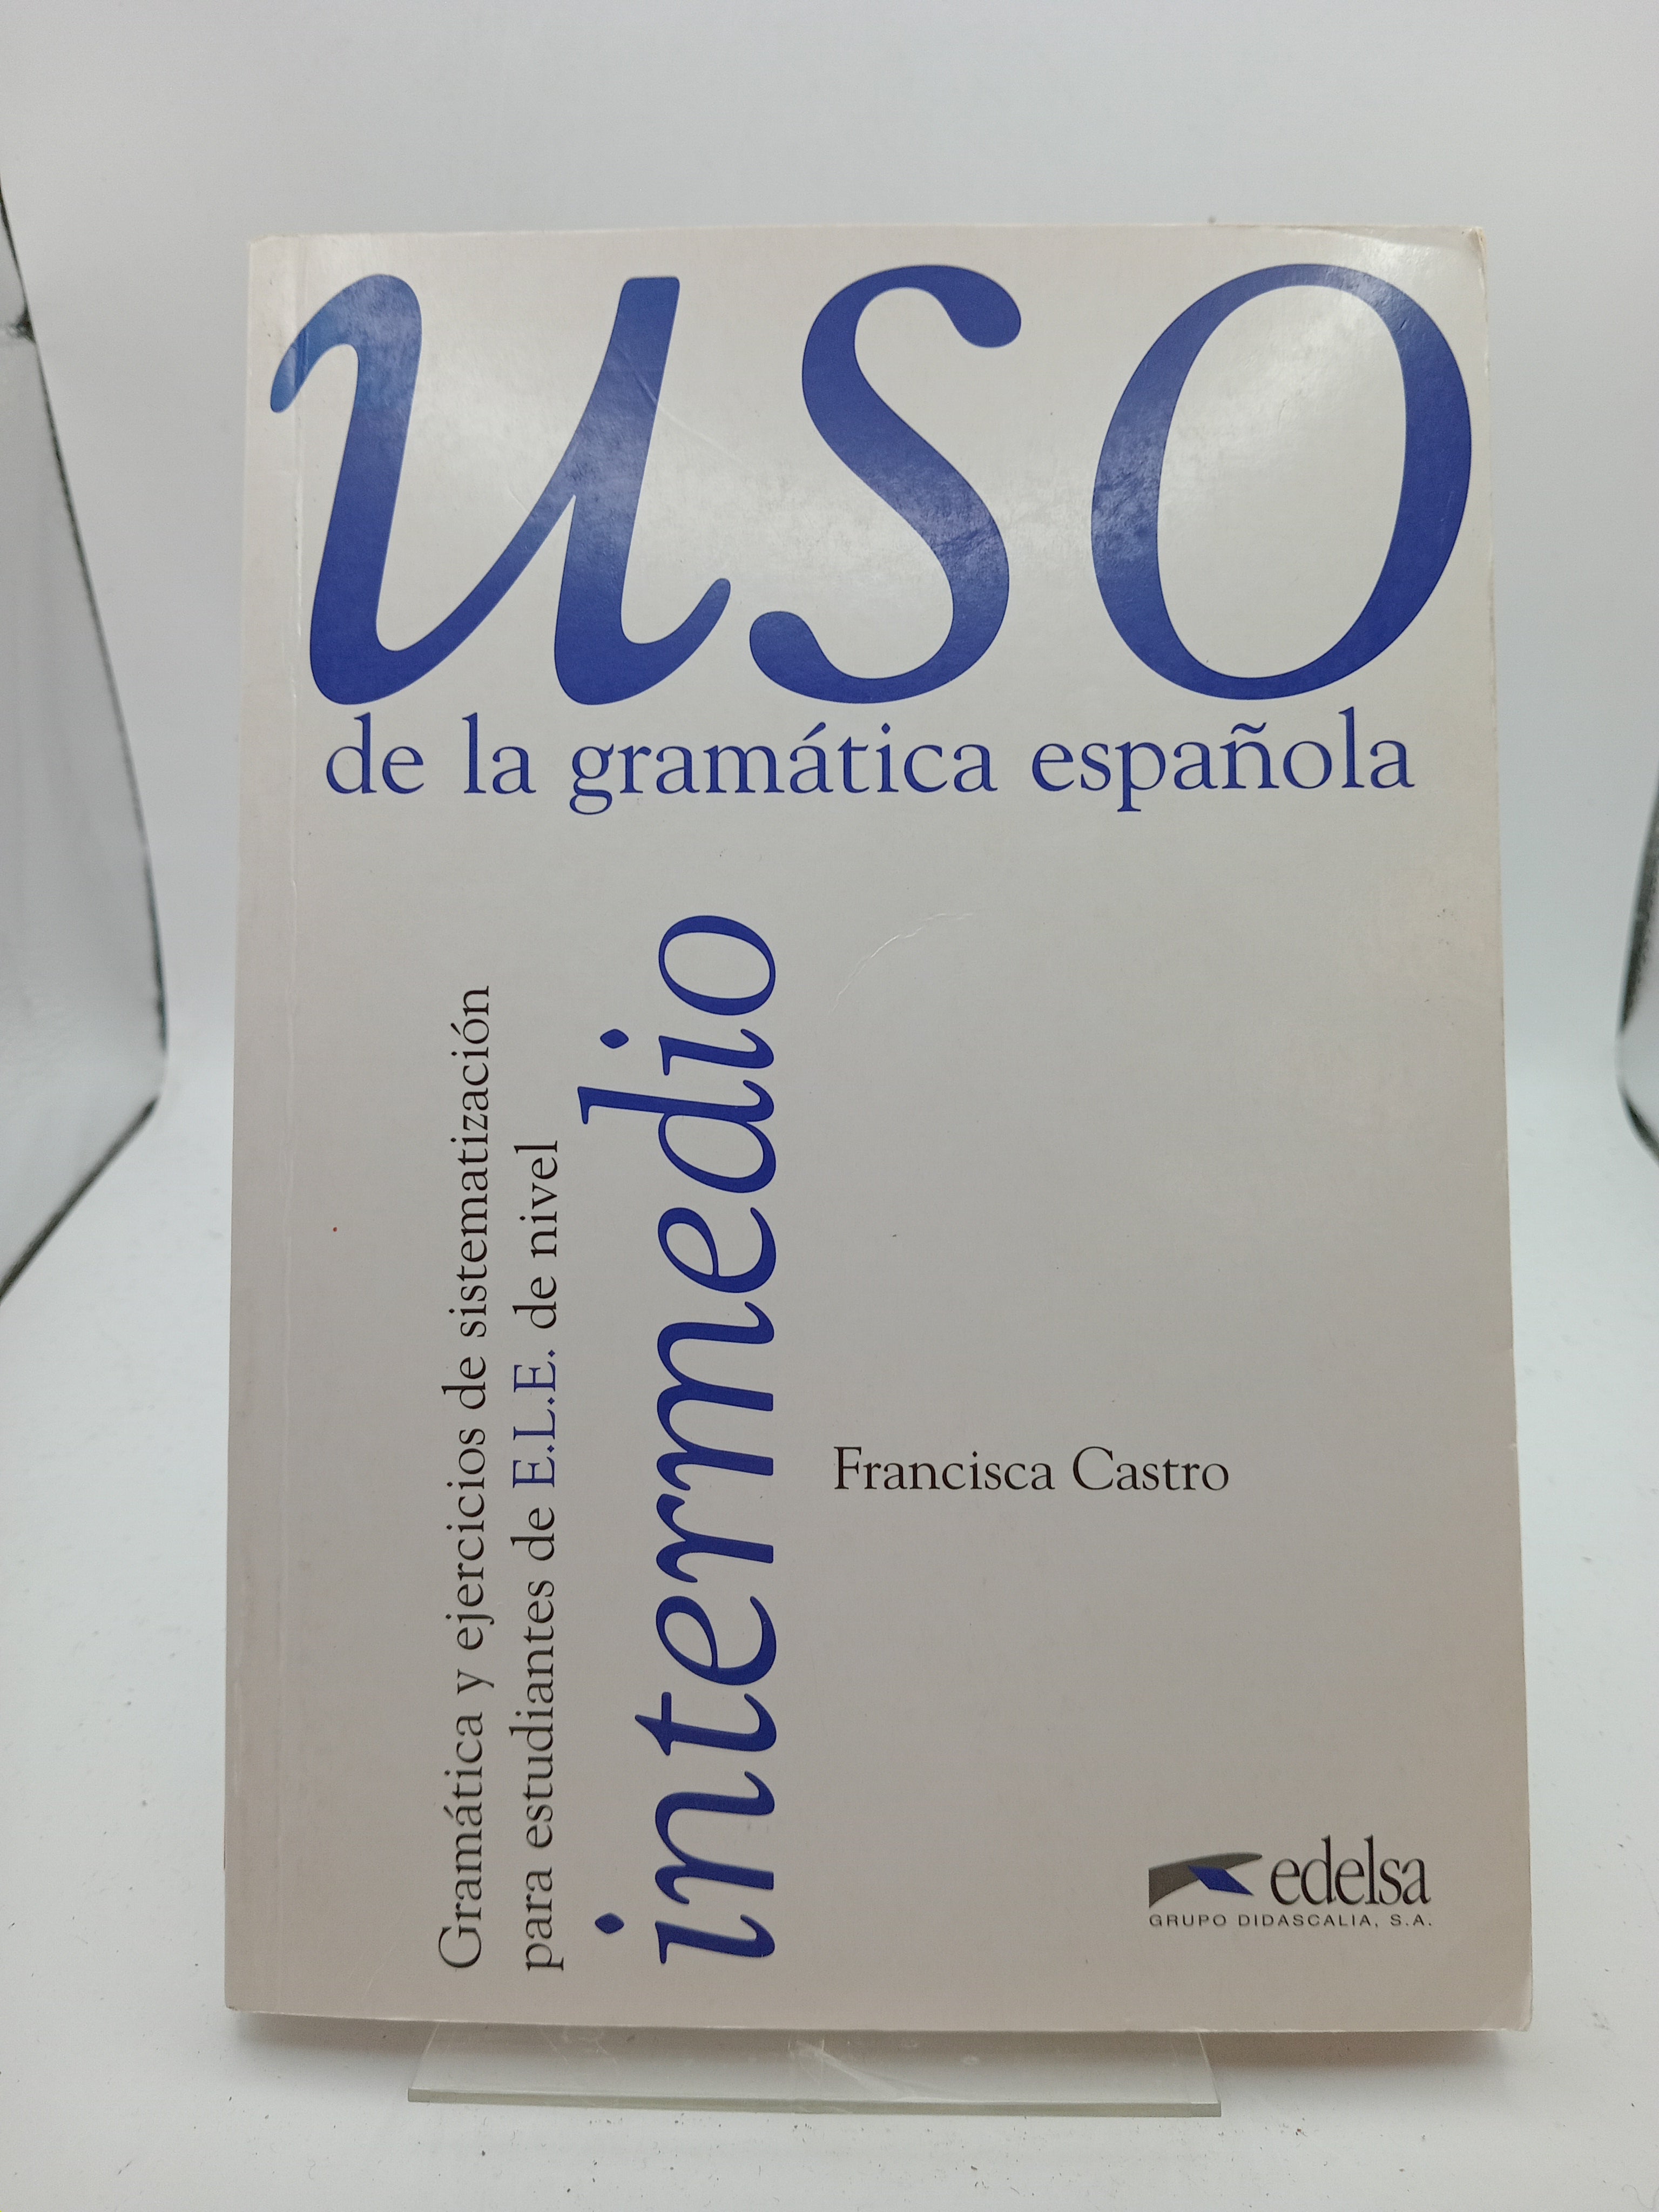 uso
de la gramática española
Gramática y ejercicios de sistematización
para estudiantes de E.L.E. de nivel
intermedio
Francisca Castro
edelsa
GRUPO DIDASCALIA, S.A.